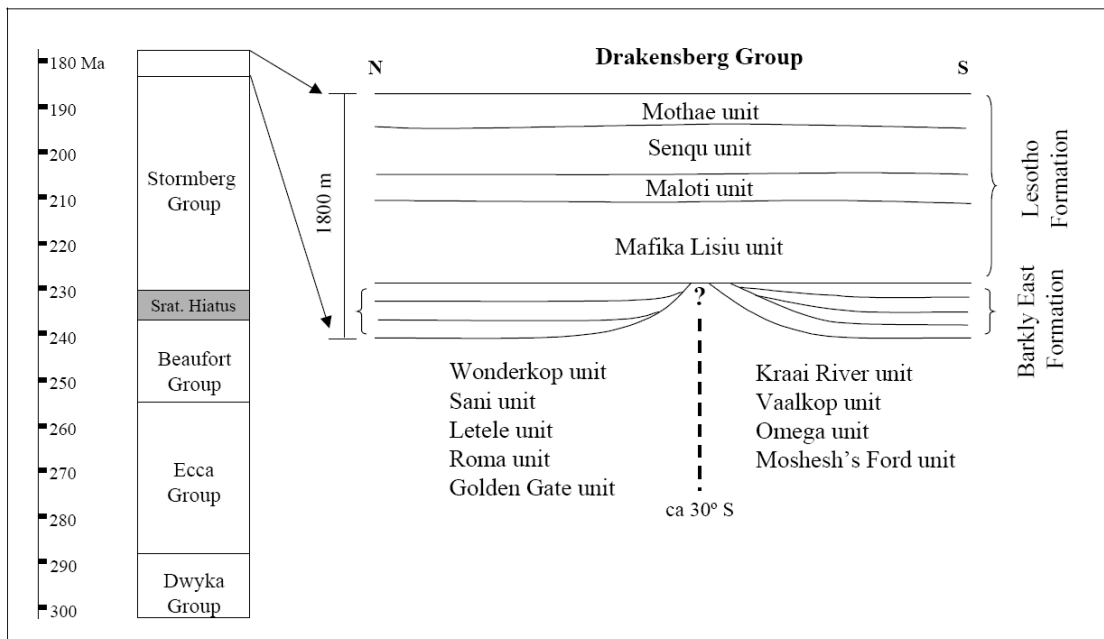 180 Ma
190
200
210
220
230
240
250
260
270
280
290
300
Stormberg
Group
Srat. Hiatus
Beaufort
Group
Ecca
Group
Dwyka
Group
1800 m
Drakensberg Group
N
S
Mothae unit
Senqu unit
Maloti unit
Mafika Lisiu unit
?
Lesotho
Formation
Barkly East
Formation
Wonderkop unit
Sani unit
Letele unit
Roma unit
Golden Gate unit
Kraai River unit
Vaalkop unit
Omega unit
Moshesh's Ford unit
ca 30º S